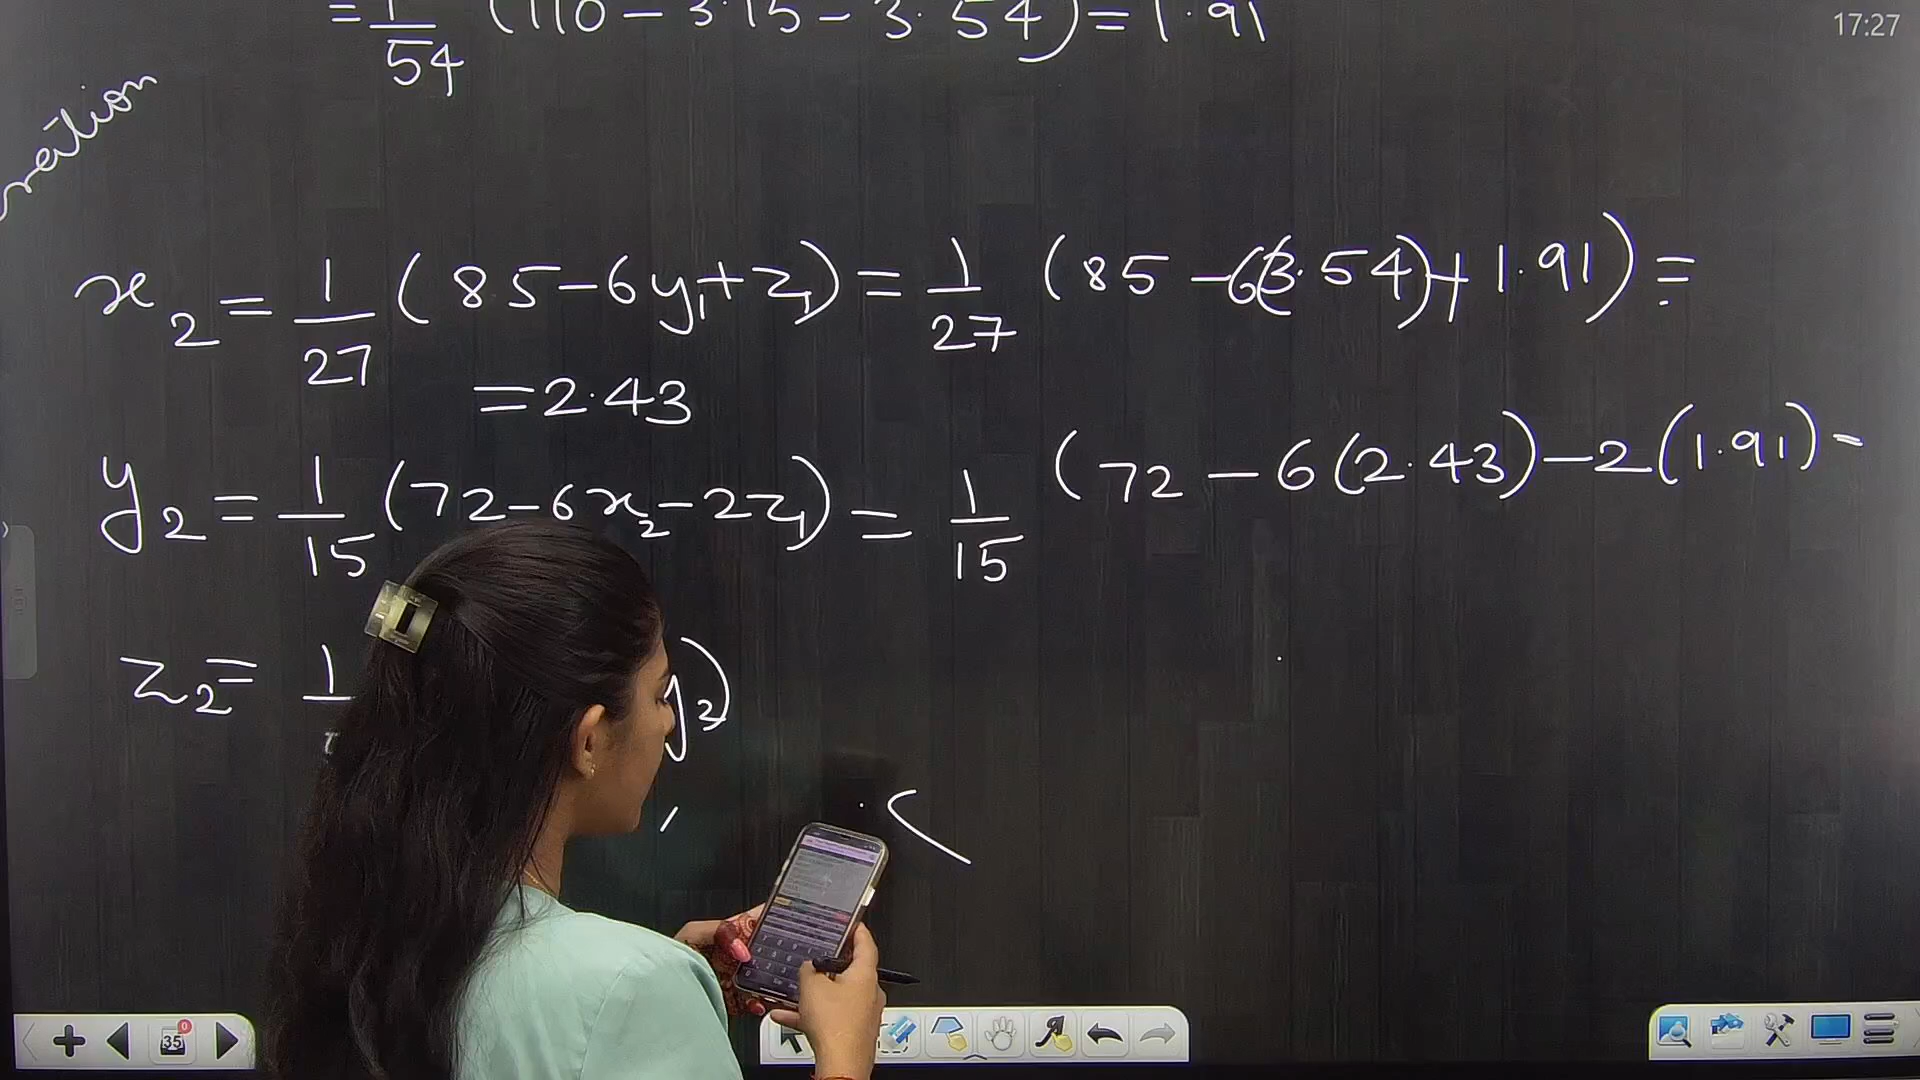 17:27
= 1/54 (110 - 3.15 - 3.54) = 1.91
x₂ = 1/27 (85 - 6y₁ + z₁) = 1/27 (85 - 6(3.54) + 1.91) =
= 2.43
y₂ = 1/15 (72 - 6x₂ - 2z₁) = 1/15 (72 - 6(2.43) - 2(1.91) =
z₂ = 1 y₂)
35
0